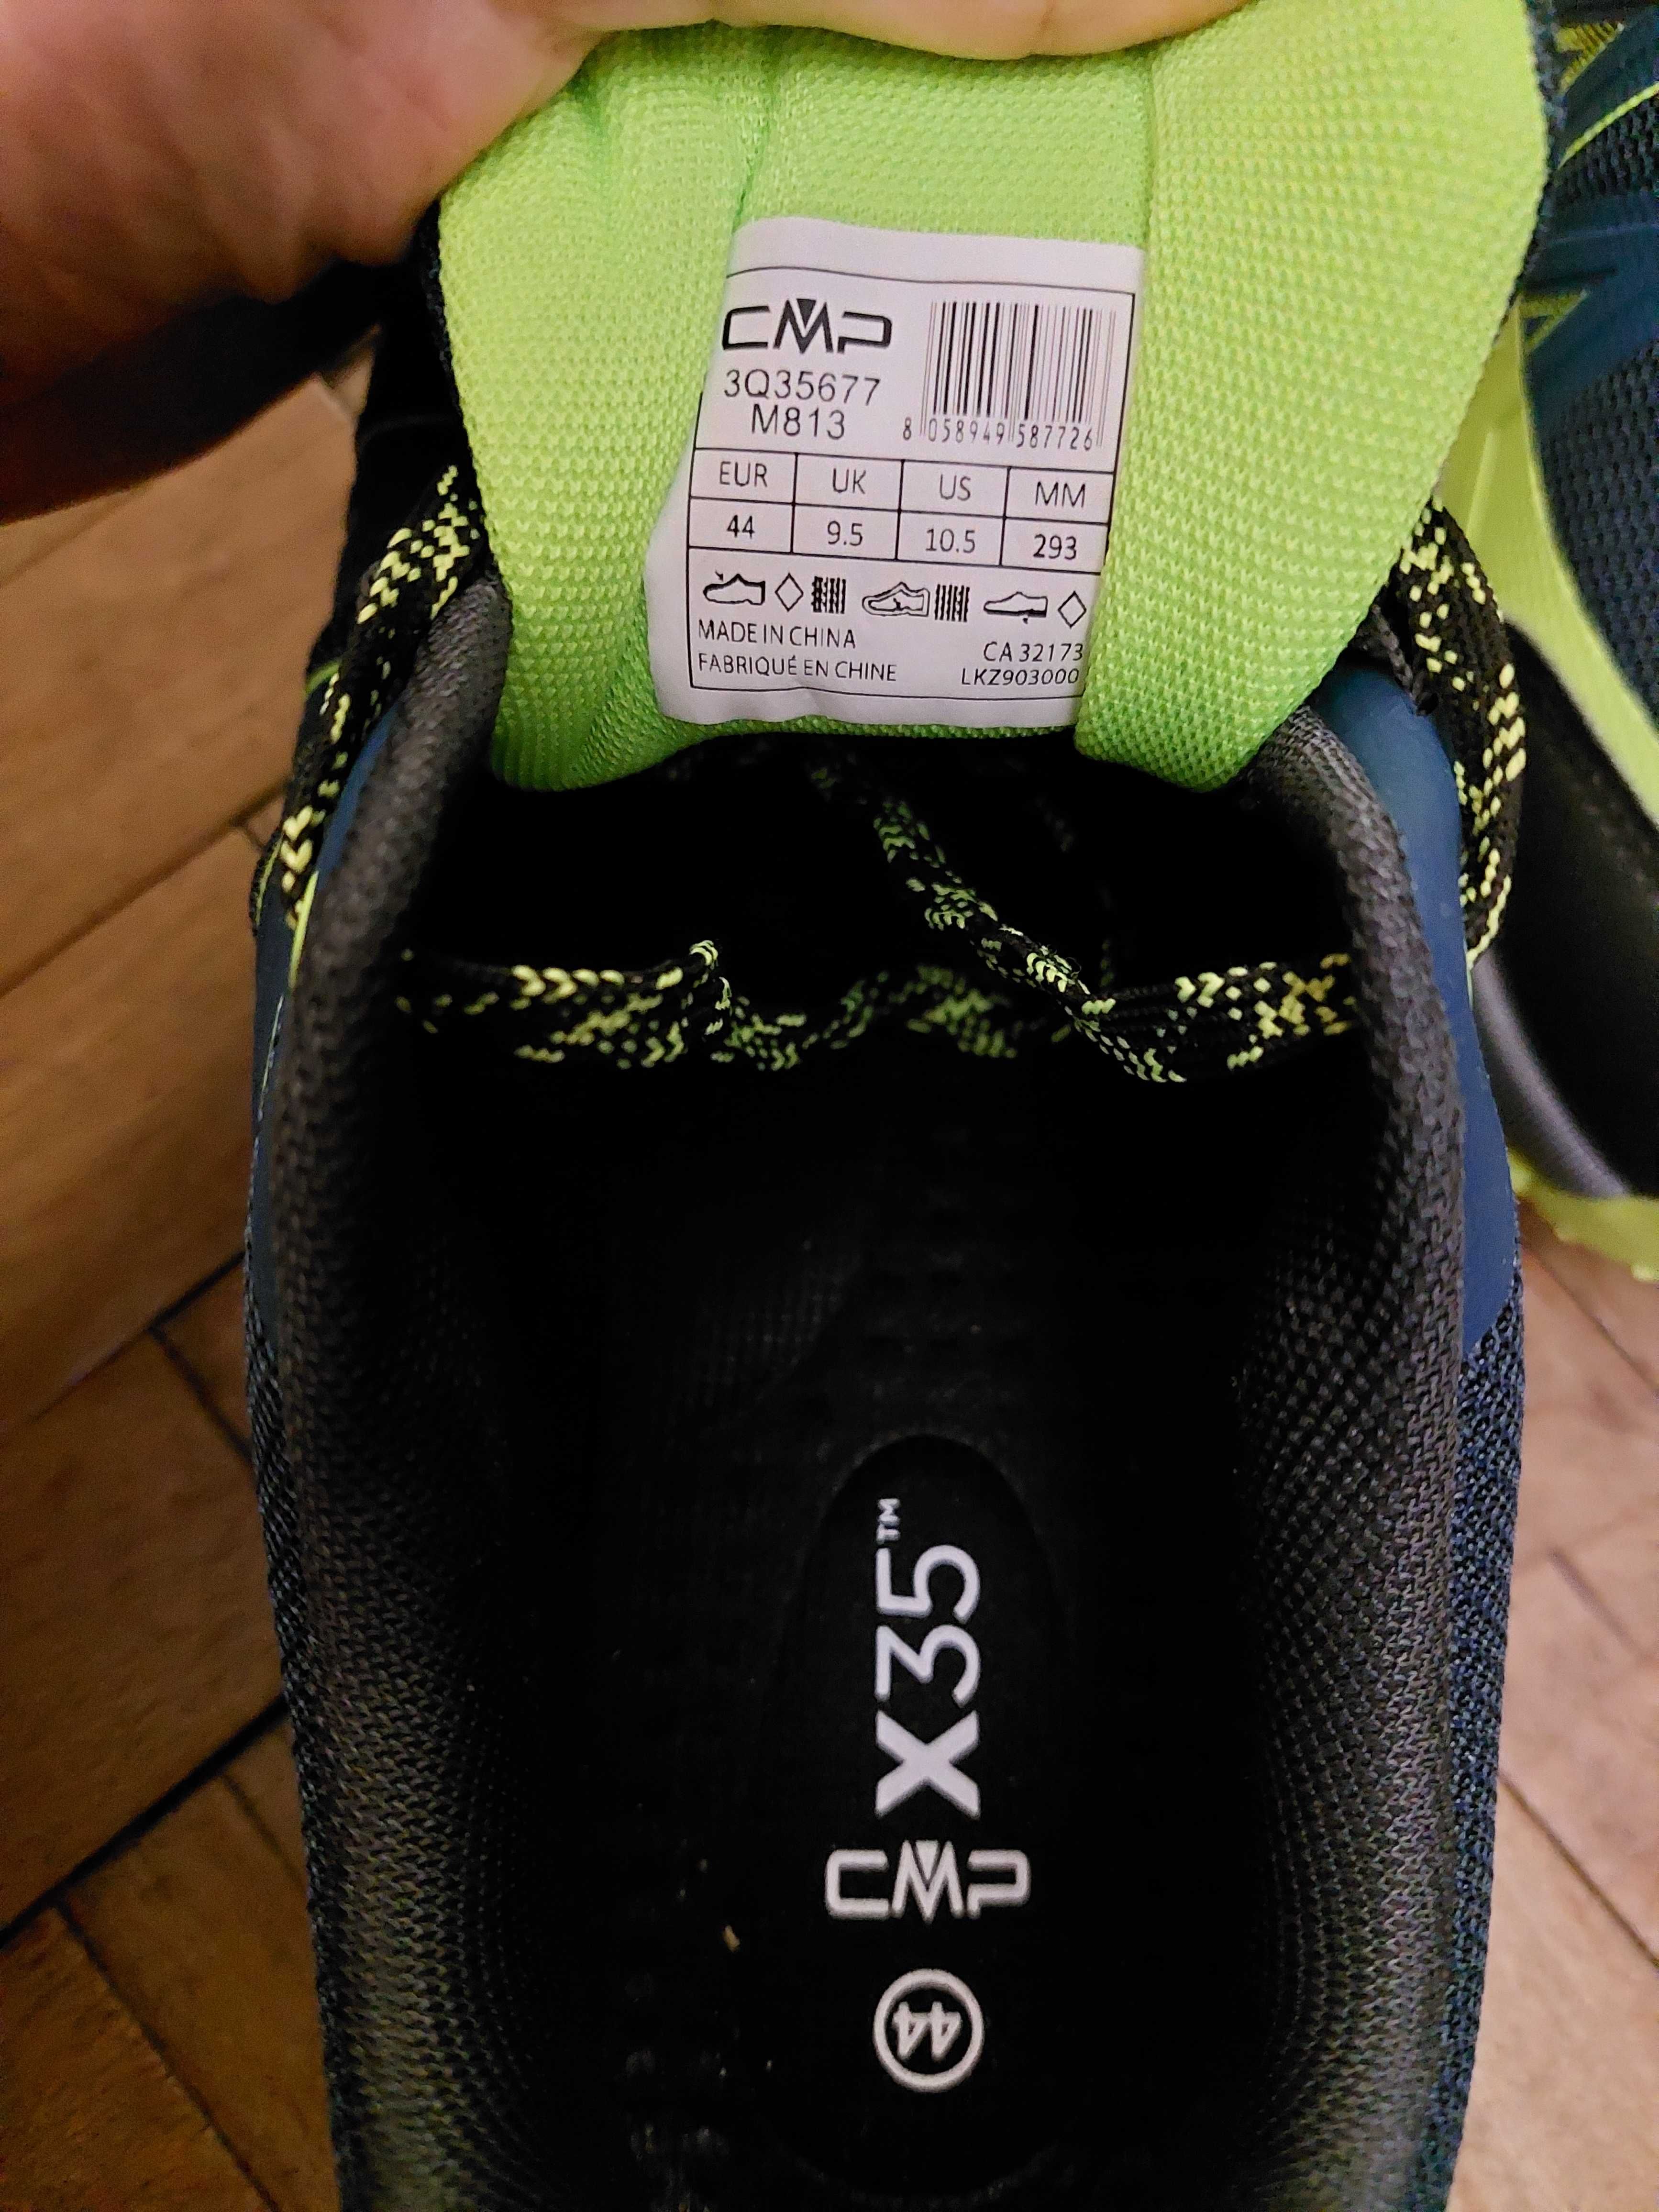 CMP
3Q35677
M813
8 058949 587726
EUR UK US MM
44 9.5 10.5 293
MADE IN CHINA CA 32173
FABRIQUÉ EN CHINE LKZ903000
X35™
CMP
44